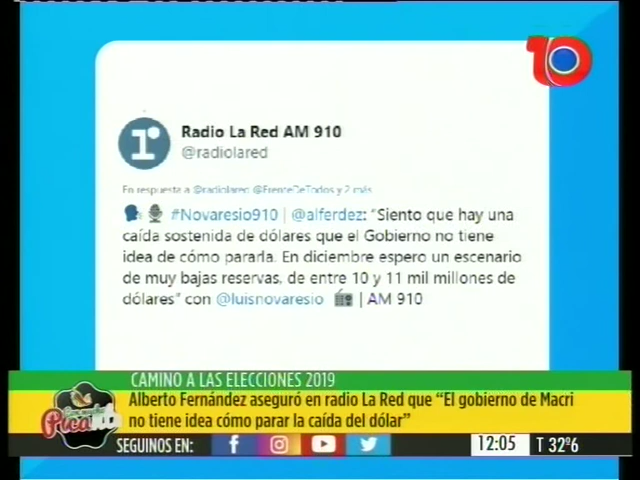 10
Radio La Red AM 910
@radiolared
En respuesta a @radiolared @FrenteDeTodos y 2 más
#Novaresio910 | @alferdez: “Siento que hay una
caída sostenida de dólares que el Gobierno no tiene
idea de cómo pararla. En diciembre espero un escenario
de muy bajas reservas, de entre 10 y 11 mil millones de
dólares” con @luisnovaresio | AM 910
CAMINO A LAS ELECCIONES 2019
Alberto Fernández aseguró en radio La Red que “El gobierno de Macri
no tiene idea cómo parar la caída del dólar”
SEGUINOS EN:
12:05
T 32°6